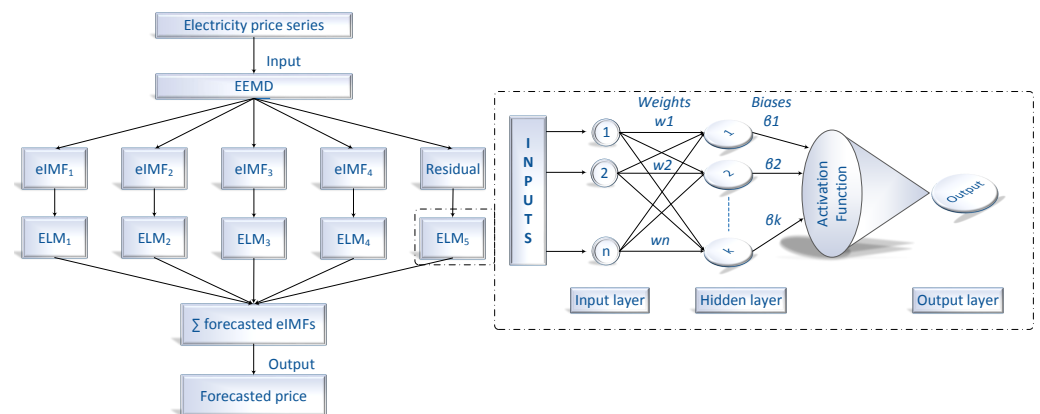 Electricity price series
Input
EEMD
eIMF₁
eIMF₂
eIMF₃
eIMF₄
Residual
ELM₁
ELM₂
ELM₃
ELM₄
ELM₅
∑ forecasted eIMFs
Output
Forecasted price
INPUTS
Weights
Biases
1
2
n
w1
w2
wn
1
2
k
β1
β2
βk
Activation
Function
Output
Input layer
Hidden layer
Output layer